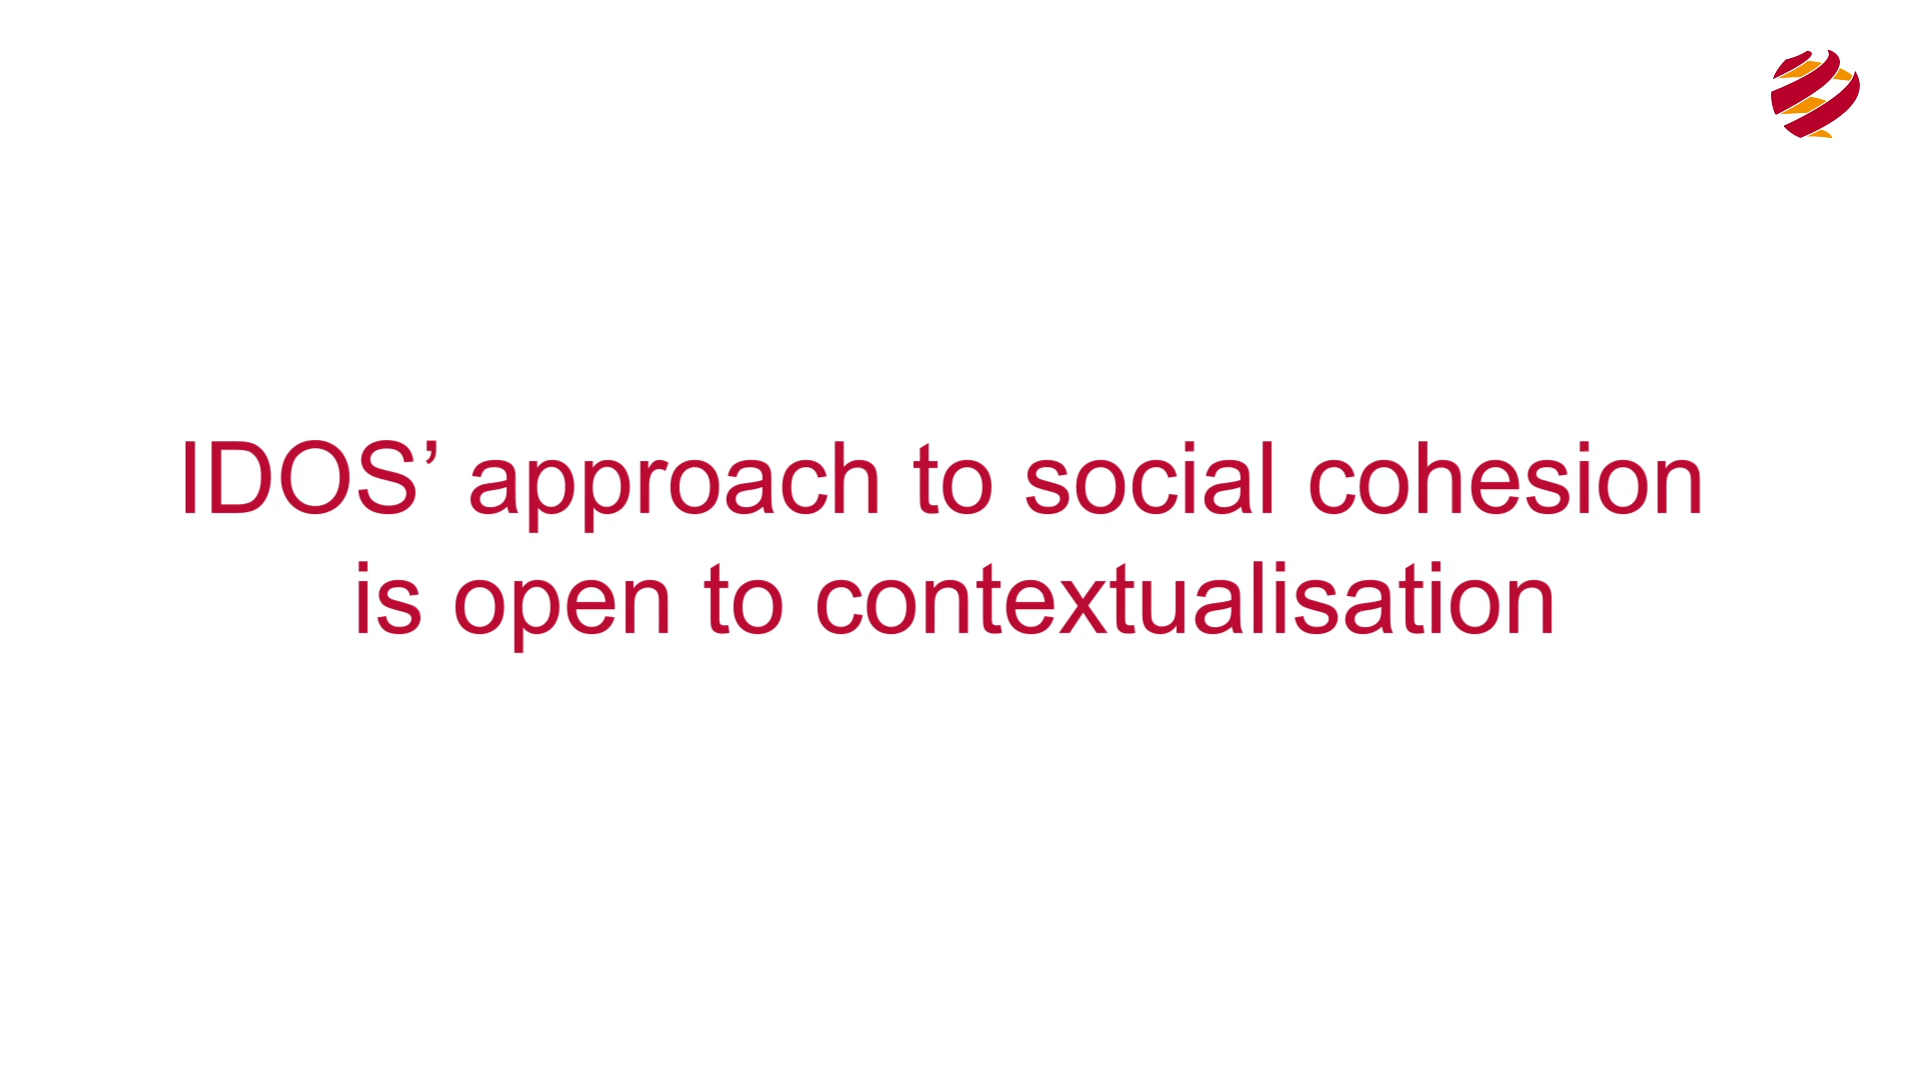 IDOS’ approach to social cohesion
is open to contextualisation